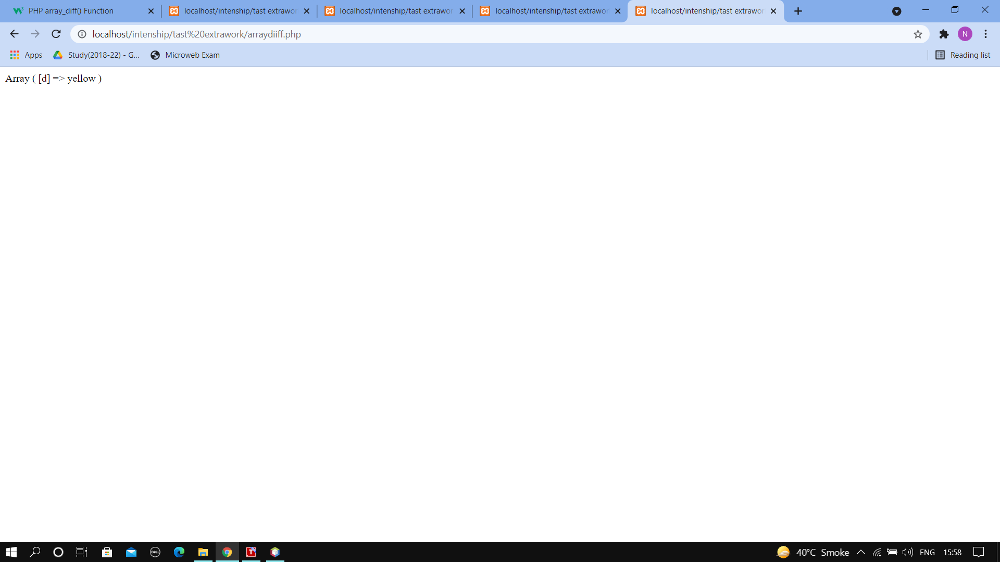 PHP array_diff() Function
localhost/intenship/tast extrawor
localhost/intenship/tast extrawor
localhost/intenship/tast extrawor
localhost/intenship/tast extrawor
localhost/intenship/tast%20extrawork/arraydiiff.php
N
Apps
Study(2018-22) - G...
Microweb Exam
Reading list
Array ( [d] => yellow )
DELL
T
40°C Smoke
ENG
15:58